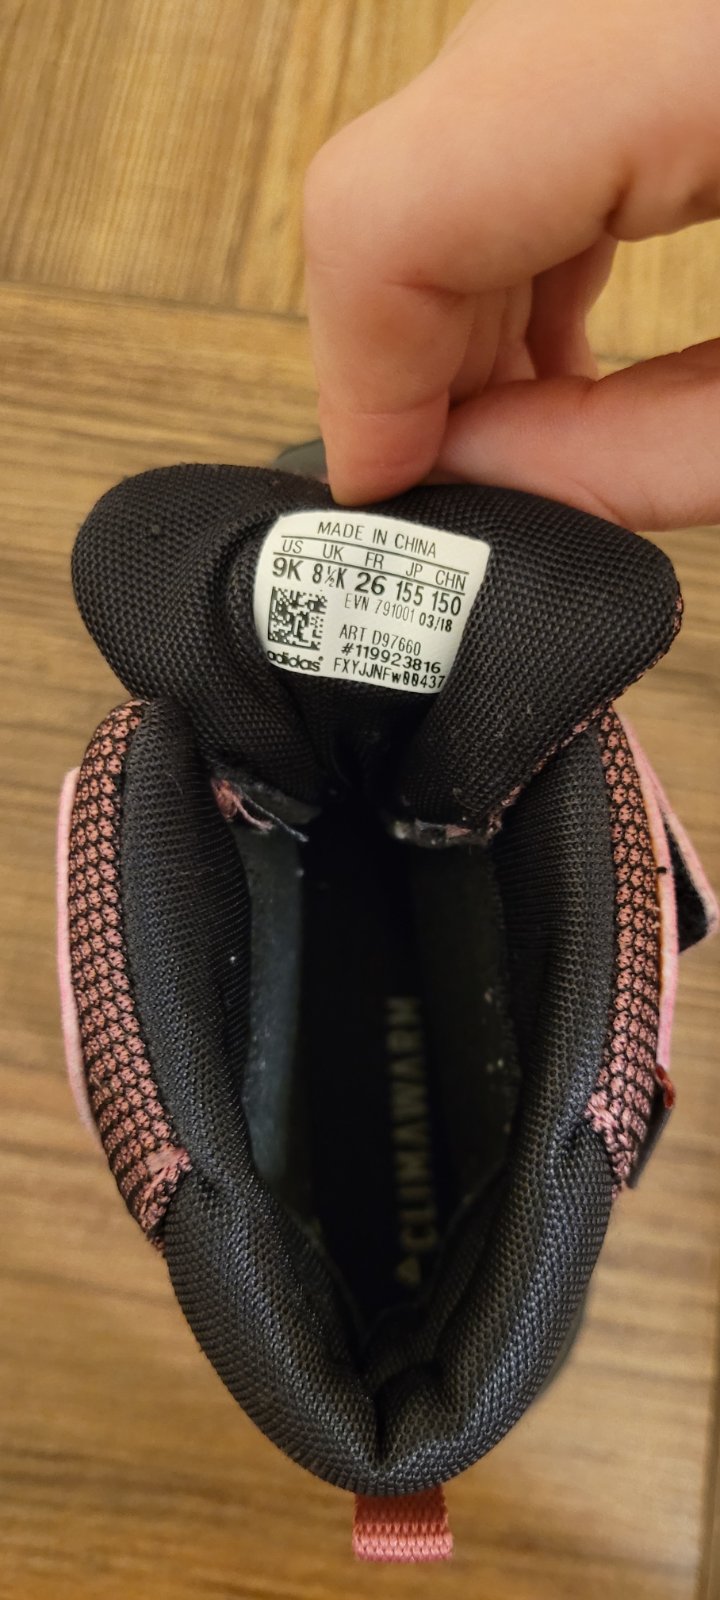 MADE IN CHINA
US UK FR JP CHN
9K 8½K 26 155 150
EVN 791001 03/18
ART D97660
#119923816
adidas® FXYJJNFW00437
CLIMAWARM